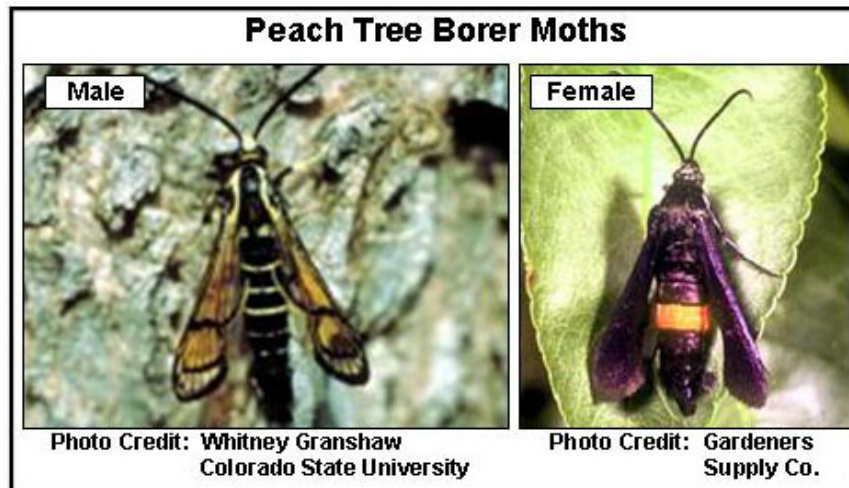 Peach Tree Borer Moths
Male
Female
Photo Credit: Whitney Granshaw
Colorado State University
Photo Credit: Gardeners
Supply Co.